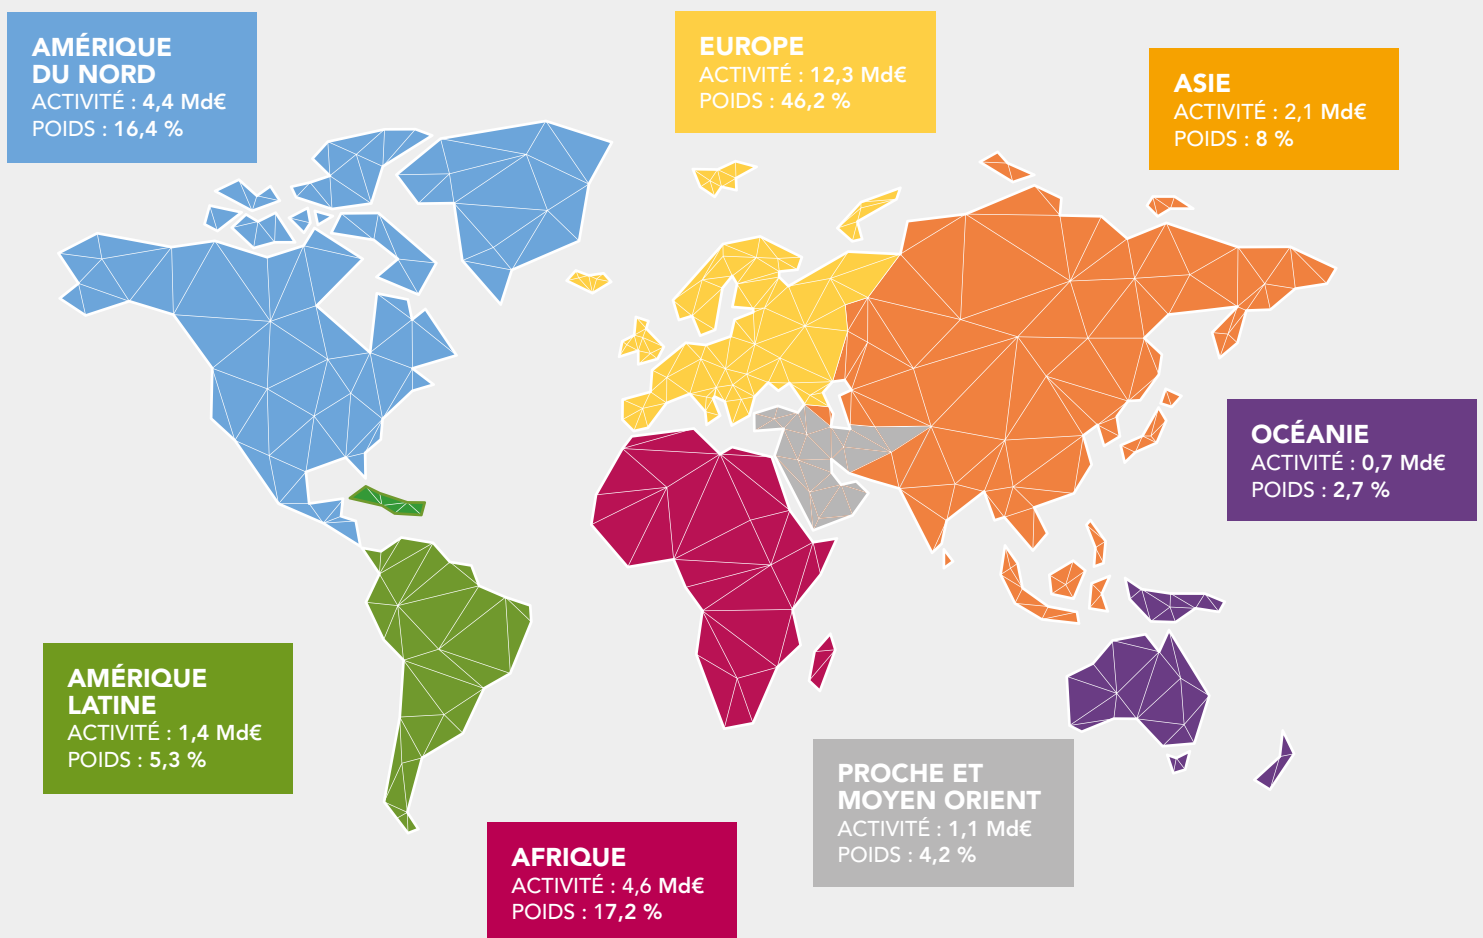 AMÉRIQUE
DU NORD
ACTIVITÉ : 4,4 Md€
POIDS : 16,4 %
EUROPE
ACTIVITÉ : 12,3 Md€
POIDS : 46,2 %
ASIE
ACTIVITÉ : 2,1 Md€
POIDS : 8 %
OCÉANIE
ACTIVITÉ : 0,7 Md€
POIDS : 2,7 %
AMÉRIQUE
LATINE
ACTIVITÉ : 1,4 Md€
POIDS : 5,3 %
PROCHE ET
MOYEN ORIENT
ACTIVITÉ : 1,1 Md€
POIDS : 4,2 %
AFRIQUE
ACTIVITÉ : 4,6 Md€
POIDS : 17,2 %